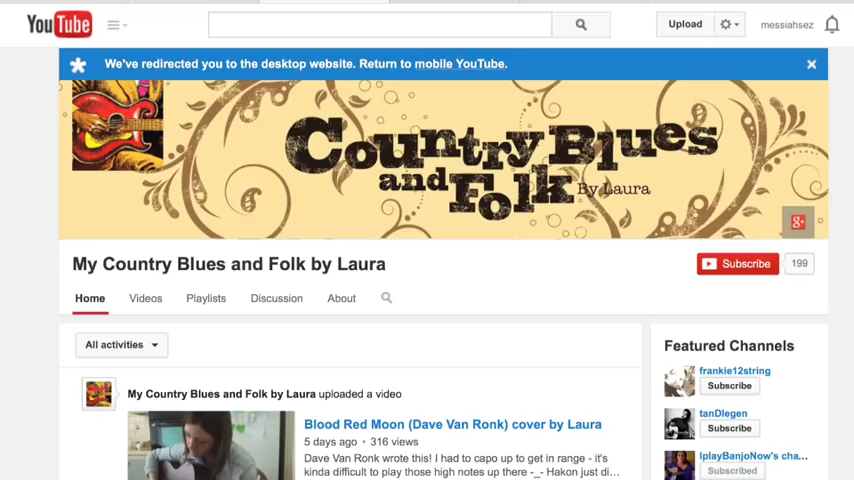 YouTube
Upload
messiahsez
We've redirected you to the desktop website. Return to mobile YouTube.
Country Blues
and Folk By Laura
g+
My Country Blues and Folk by Laura
Subscribe 199
Home Videos Playlists Discussion About
All activities
Featured Channels
frankie12string
Subscribe
My Country Blues and Folk by Laura uploaded a video
tanDlegen
Subscribe
Blood Red Moon (Dave Van Ronk) cover by Laura
5 days ago • 316 views
Dave Van Ronk wrote this! I had to capo up to get in range - it's
kinda difficult to play those high notes up there -_- Hakon just di...
IplayBanjoNow's cha...
Subscribed